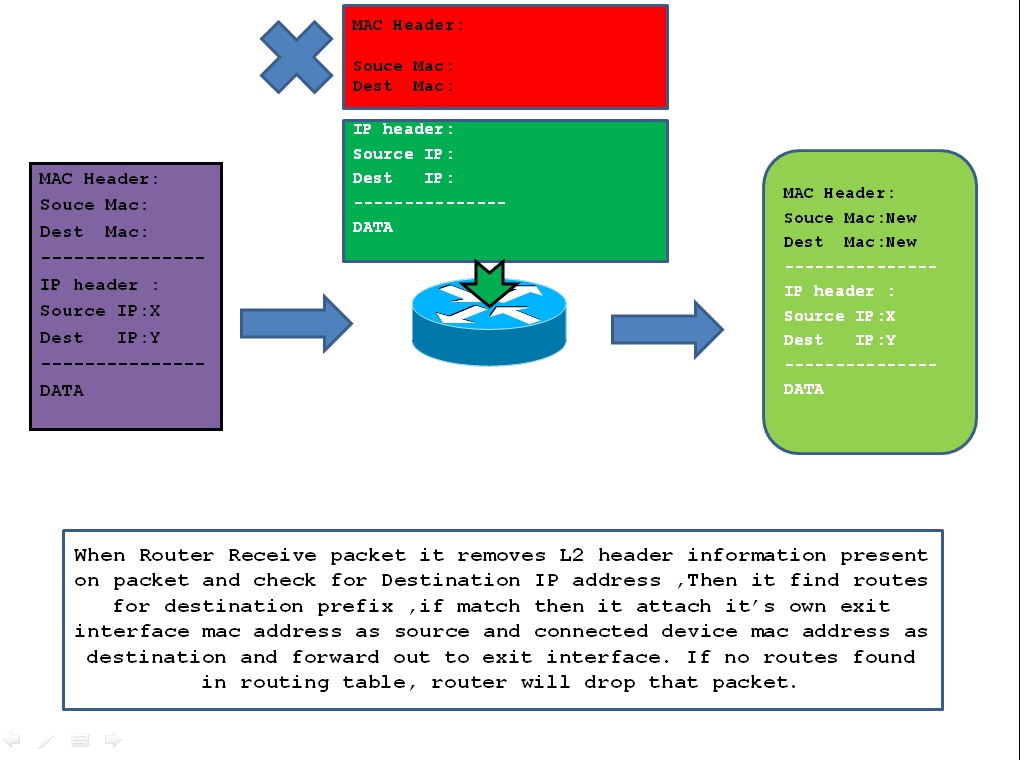 MAC Header:
Souce Mac:
Dest  Mac:
IP header:
Source IP:
Dest   IP:
---------------
DATA
MAC Header:
Souce Mac:
Dest  Mac:
---------------
IP header :
Source IP:X
Dest   IP:Y
---------------
DATA
MAC Header:
Souce Mac:New
Dest  Mac:New
---------------
IP header :
Source IP:X
Dest   IP:Y
---------------
DATA
When Router Receive packet it removes L2 header information present
on packet and check for Destination IP address ,Then it find routes
for destination prefix ,if match then it attach it’s own exit
interface mac address as source and connected device mac address as
destination and forward out to exit interface. If no routes found
in routing table, router will drop that packet.